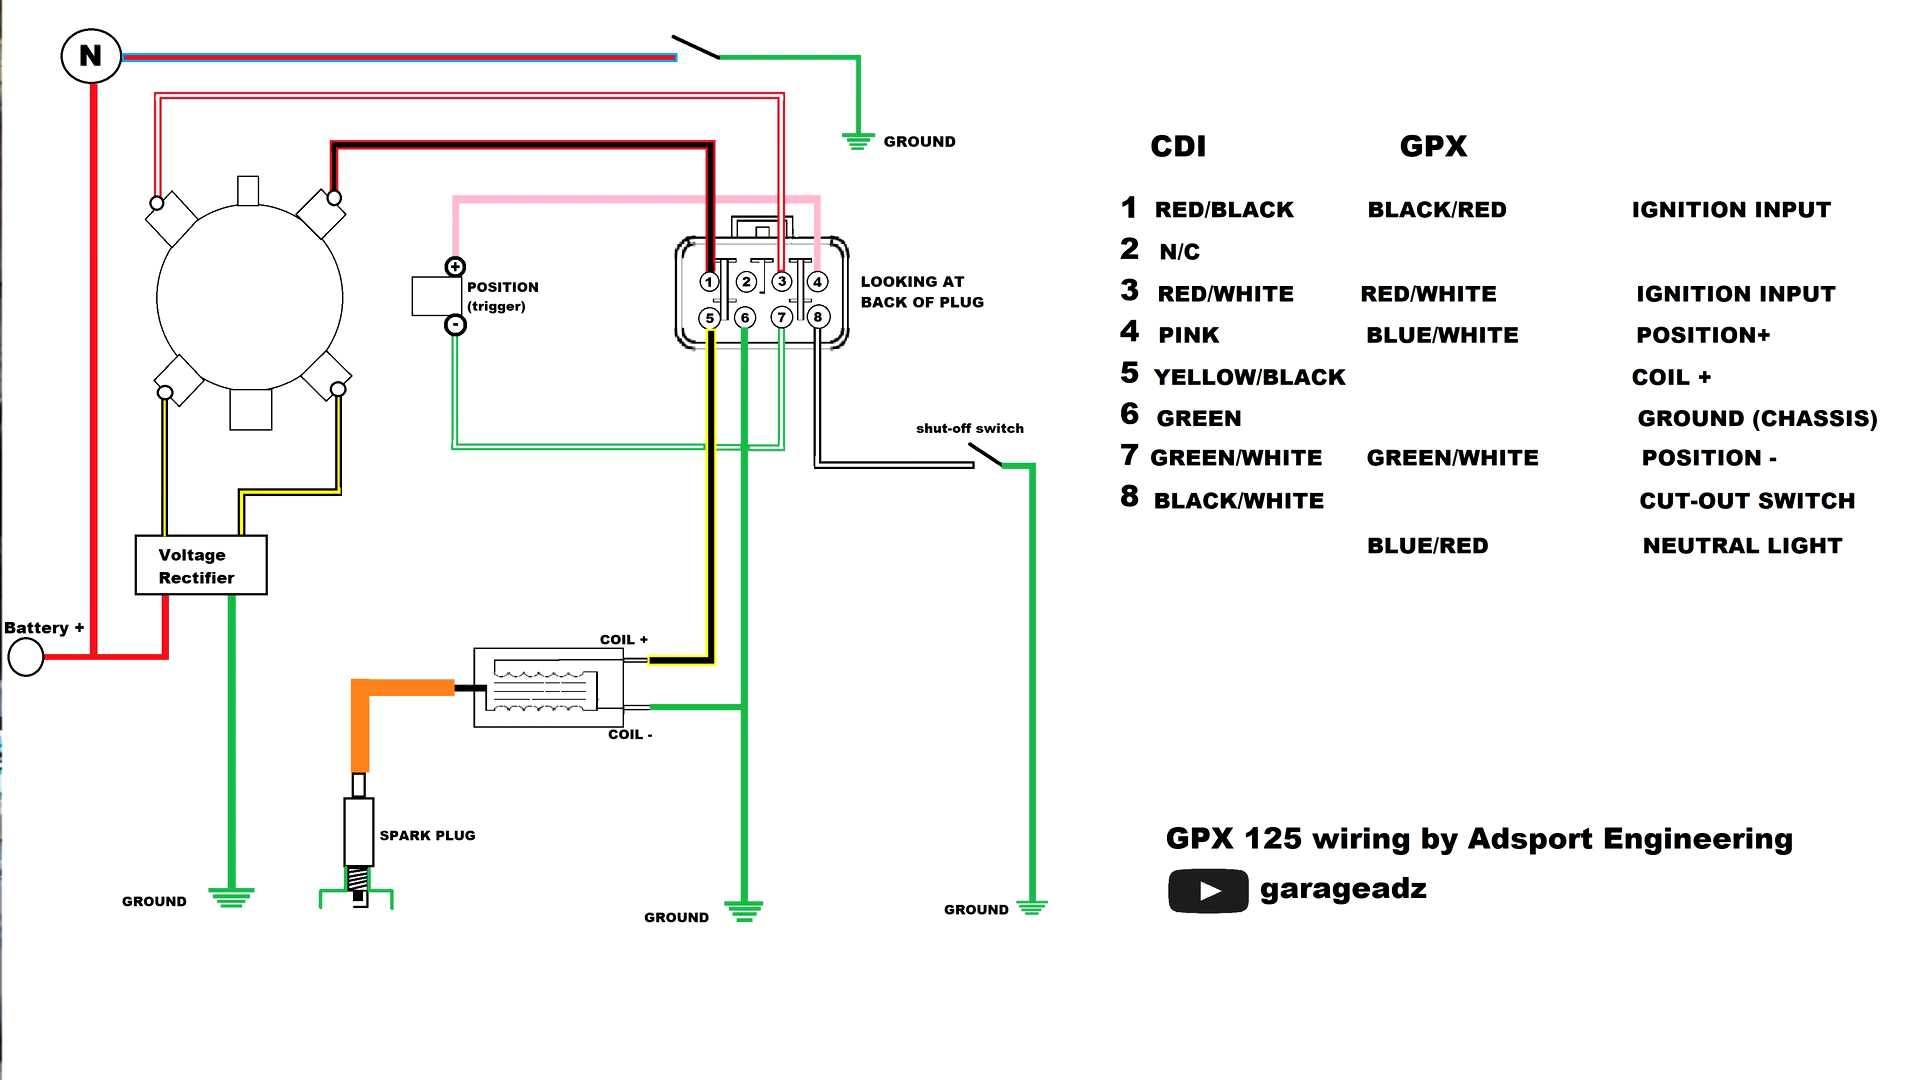 N
GROUND
POSITION
(trigger)
+
-
1 2 3 4
5 6 7 8
LOOKING AT
BACK OF PLUG
shut-off switch
Voltage
Rectifier
Battery +
COIL +
COIL -
SPARK PLUG
GROUND
GROUND
GROUND
CDI GPX
1 RED/BLACK BLACK/RED IGNITION INPUT
2 N/C
3 RED/WHITE RED/WHITE IGNITION INPUT
4 PINK BLUE/WHITE POSITION+
5 YELLOW/BLACK COIL +
6 GREEN GROUND (CHASSIS)
7 GREEN/WHITE GREEN/WHITE POSITION -
8 BLACK/WHITE CUT-OUT SWITCH
BLUE/RED NEUTRAL LIGHT
GPX 125 wiring by Adsport Engineering
garageadz